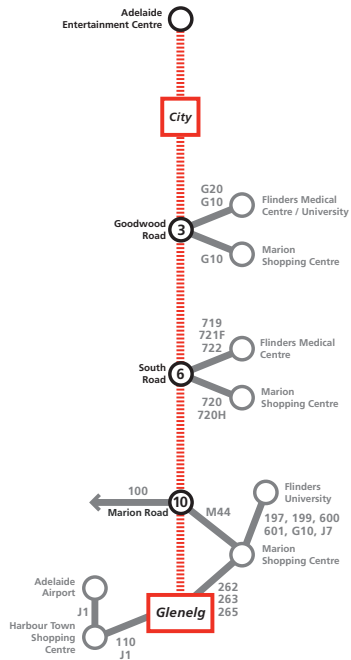 Adelaide
Entertainment Centre
City
G20
G10
Flinders Medical
Centre / University
Goodwood
Road
3
G10
Marion
Shopping Centre
719
721F
722
Flinders Medical
Centre
South
Road
6
720
720H
Marion
Shopping Centre
100
10
Marion Road
M44
Flinders
University
197, 199, 600
601, G10, J7
Marion
Shopping Centre
262
263
265
Adelaide
Airport
J1
Glenelg
Harbour Town
Shopping
Centre
110
J1